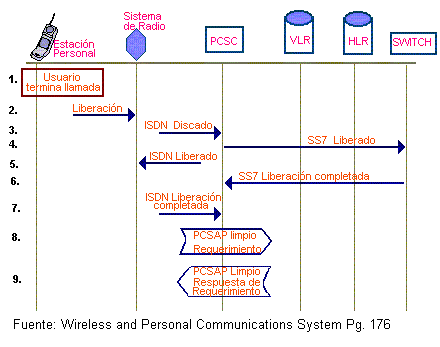 Estación
Personal
Sistema
de Radio
PCSC
VLR
HLR
SWITCH
1.
Usuario
termina llamada
2.
Liberación
3.
ISDN Discado
4.
SS7 Liberado
5.
ISDN Liberado
6.
SS7 Liberación completada
7.
ISDN Liberación
completada
8.
PCSAP limpio
Requerimiento
9.
PCSAP Limpio
Respuesta de
Requerimiento
Fuente: Wireless and Personal Communications System Pg. 176